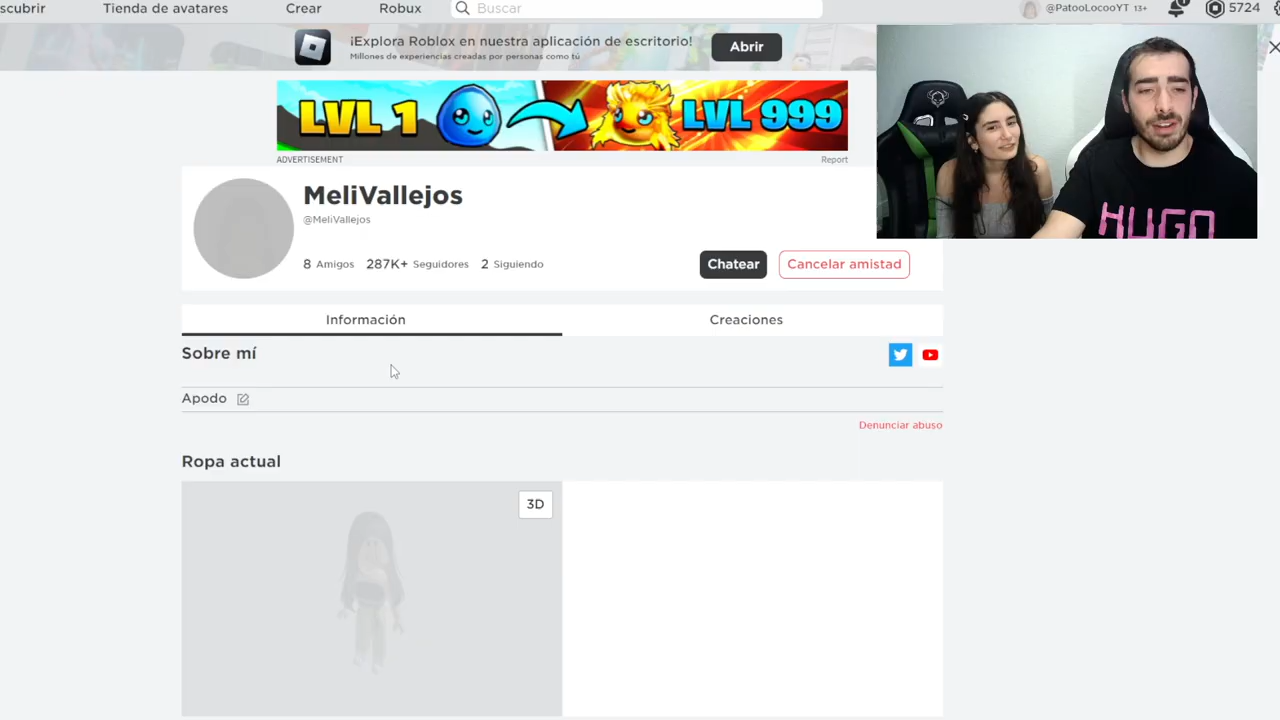 scubrir Tienda de avatares Crear Robux Buscar @PatooLocooYT 13+ 1 5724
¡Explora Roblox en nuestra aplicación de escritorio! Abrir
Millones de experiencias creadas por personas como tú
LVL 1 LVL 999
ADVERTISEMENT Report
MeliVallejos
@MeliVallejos
8 Amigos 287K+ Seguidores 2 Siguiendo Chatear Cancelar amistad
HUGO
Información Creaciones
Sobre mí
Apodo
Denunciar abuso
Ropa actual
3D